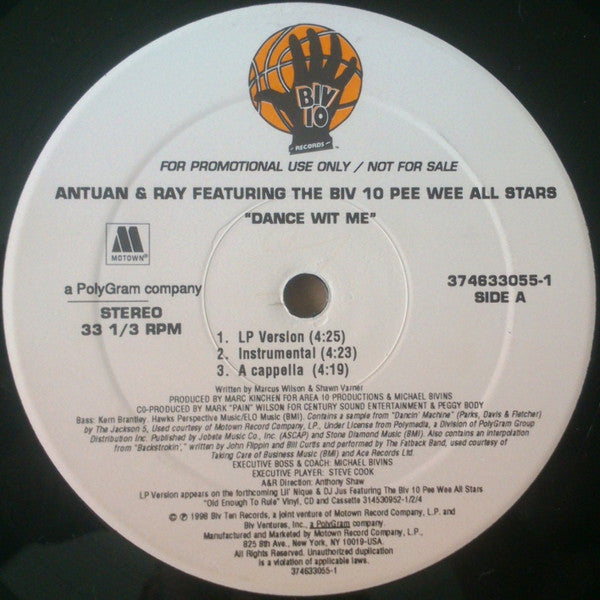 BIV
10
RECORDS
FOR PROMOTIONAL USE ONLY / NOT FOR SALE
ANTUAN & RAY FEATURING THE BIV 10 PEE WEE ALL STARS
"DANCE WIT ME"
M
MOTOWN
a PolyGram company
STEREO
33 1/3 RPM
374633055-1
SIDE A
1. LP Version (4:25)
2. Instrumental (4:23)
3. A cappella (4:19)
Written by Marcus Wilson & Shawn Varner
PRODUCED BY MARC KINCHEN FOR AREA 10 PRODUCTIONS & MICHAEL BIVINS
CO-PRODUCED BY MARK "PAIN" WILSON FOR CENTURY SOUND ENTERTAINMENT & PEGGY BODY
Bass: Kern Brantley. Hawks Perspective Music/ELO Music (BMI). Contains a sample from "Dancin' Machine" (Parks, Davis & Fletcher)
by The Jackson 5, Used courtesy of Motown Record Company, LP., Under License from Polymedia, a Division of PolyGram Group
Distribution Inc. Published by Jobete Music Co., Inc. (ASCAP) and Stone Diamond Music (BMI). Also contains an interpolation
from "Backstrokin'," written by John Flippin and Bill Curtis and performed by The Fatback Band, used courtesy of
Taking Care of Business Music (BMI) and Ace Records Ltd.
EXECUTIVE BOSS & COACH: MICHAEL BIVINS
EXECUTIVE PLAYER: STEVE COOK
A&R Direction: Anthony Shaw
LP Version appears on the forthcoming Lil' Nique & DJ Jus Featuring The Biv 10 Pee Wee All Stars
"Old Enough To Rule" Vinyl, CD and Cassette 314530952-1/2/4
© ℗ 1998 Biv Ten Records, a joint venture of Motown Record Company, L.P. and
Biv Ventures, Inc., a PolyGram company.
Manufactured and Marketed by Motown Record Company, L.P.,
825 8th Ave., New York, NY 10019-USA.
All Rights Reserved. Unauthorized duplication
is a violation of applicable laws.
374633055-1